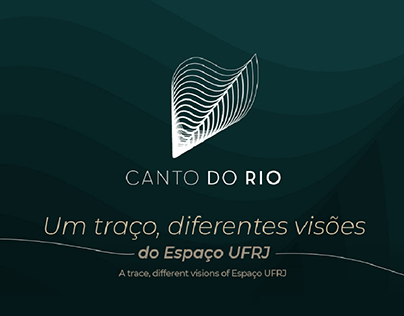 CANTO DO RIO
Um traço, diferentes visões
do Espaço UFRJ
A trace, different visions of Espaço UFRJ